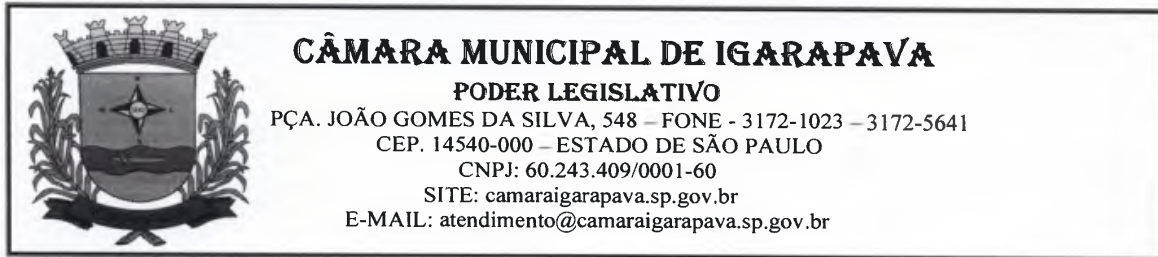 CÂMARA MUNICIPAL DE IGARAPAVA
PODER LEGISLATIVO
PÇA. JOÃO GOMES DA SILVA, 548 – FONE - 3172-1023 – 3172-5641
CEP. 14540-000 – ESTADO DE SÃO PAULO
CNPJ: 60.243.409/0001-60
SITE: camaraigarapava.sp.gov.br
E-MAIL: atendimento@camaraigarapava.sp.gov.br